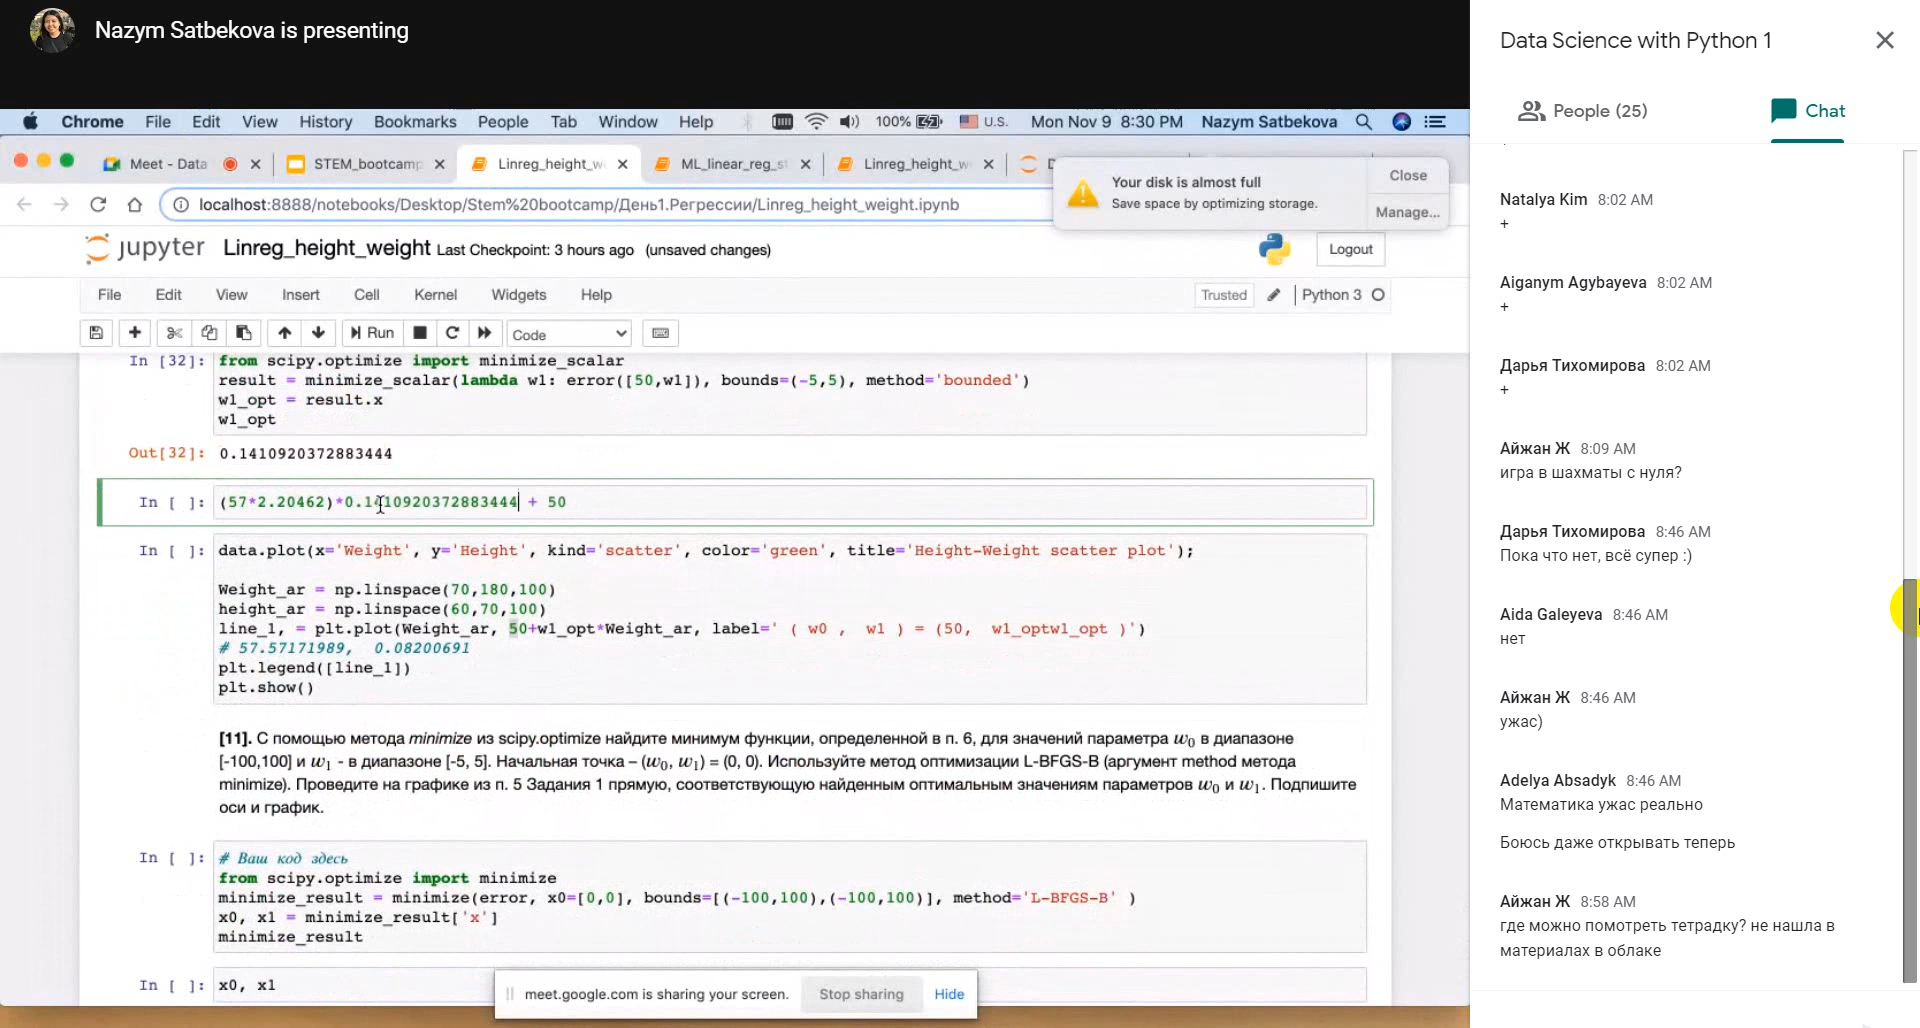 Nazym Satbekova is presenting
Chrome File Edit View History Bookmarks People Tab Window Help 100% U.S. Mon Nov 9 8:30 PM Nazym Satbekova
Meet - Data STEM_bootcamp Linreg_height_w ML_linear_reg_st Linreg_height_w
Your disk is almost full
Save space by optimizing storage.
Close
Manage...
localhost:8888/notebooks/Desktop/Stem%20bootcamp/День1.Регрессии/Linreg_height_weight.ipynb
jupyter Linreg_height_weight Last Checkpoint: 3 hours ago (unsaved changes)
Logout
File Edit View Insert Cell Kernel Widgets Help
Trusted Python 3
Run Code
In [32]: from scipy.optimize import minimize_scalar
result = minimize_scalar(lambda w1: error([50,w1]), bounds=(-5,5), method='bounded')
w1_opt = result.x
w1_opt
Out[32]: 0.1410920372883444
In [ ]: (57*2.20462)*0.1410920372883444 + 50
In [ ]: data.plot(x='Weight', y='Height', kind='scatter', color='green', title='Height-Weight scatter plot');
Weight_ar = np.linspace(70,180,100)
height_ar = np.linspace(60,70,100)
line_1, = plt.plot(Weight_ar, 50+w1_opt*Weight_ar, label=' ( w0 , w1 ) = (50, w1_optw1_opt )')
# 57.57171989, 0.08200691
plt.legend([line_1])
plt.show()
[11]. С помощью метода minimize из scipy.optimize найдите минимум функции, определенной в п. 6, для значений параметра w0 в диапазоне
[-100,100] и w1 - в диапазоне [-5, 5]. Начальная точка – (w0, w1) = (0, 0). Используйте метод оптимизации L-BFGS-B (аргумент method метода
minimize). Проведите на графике из п. 5 Задания 1 прямую, соответствующую найденным оптимальным значениям параметров w0 и w1. Подпишите
оси и график.
In [ ]: # Ваш код здесь
from scipy.optimize import minimize
minimize_result = minimize(error, x0=[0,0], bounds=[(-100,100),(-100,100)], method='L-BFGS-B' )
x0, x1 = minimize_result['x']
minimize_result
In [ ]: x0, x1
meet.google.com is sharing your screen. Stop sharing Hide
Data Science with Python 1
People (25) Chat
Natalya Kim 8:02 AM
+
Aiganym Agybayeva 8:02 AM
+
Дарья Тихомирова 8:02 AM
+
Айжан Ж 8:09 AM
игра в шахматы с нуля?
Дарья Тихомирова 8:46 AM
Пока что нет, всё супер :)
Aida Galeyeva 8:46 AM
нет
Айжан Ж 8:46 AM
ужас)
Adelya Absadyk 8:46 AM
Математика ужас реально
Боюсь даже открывать теперь
Айжан Ж 8:58 AM
где можно помотреть тетрадку? не нашла в
материалах в облаке